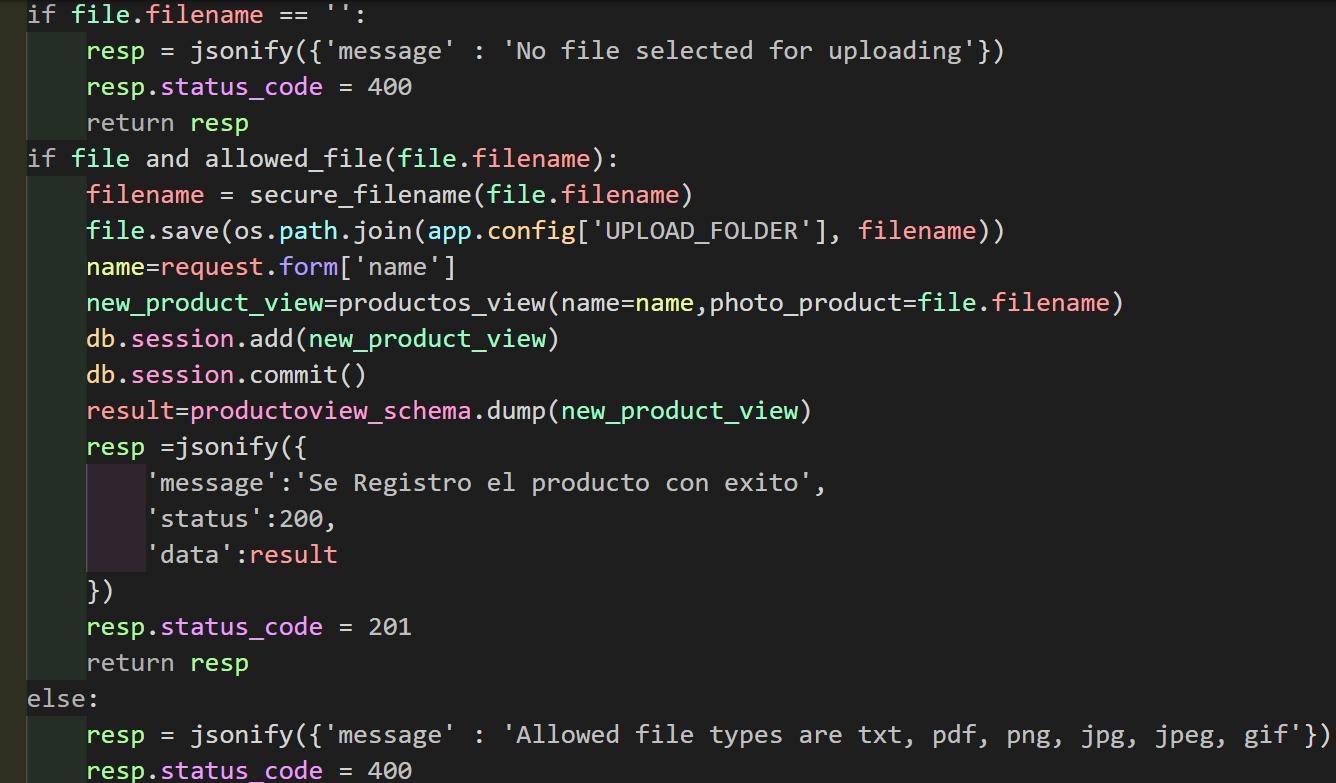 if file.filename == '':
resp = jsonify({'message' : 'No file selected for uploading'})
resp.status_code = 400
return resp
if file and allowed_file(file.filename):
filename = secure_filename(file.filename)
file.save(os.path.join(app.config['UPLOAD_FOLDER'], filename))
name=request.form['name']
new_product_view=productos_view(name=name,photo_product=file.filename)
db.session.add(new_product_view)
db.session.commit()
result=productoview_schema.dump(new_product_view)
resp =jsonify({
'message':'Se Registro el producto con exito',
'status':200,
'data':result
})
resp.status_code = 201
return resp
else:
resp = jsonify({'message' : 'Allowed file types are txt, pdf, png, jpg, jpeg, gif'})
resp.status_code = 400